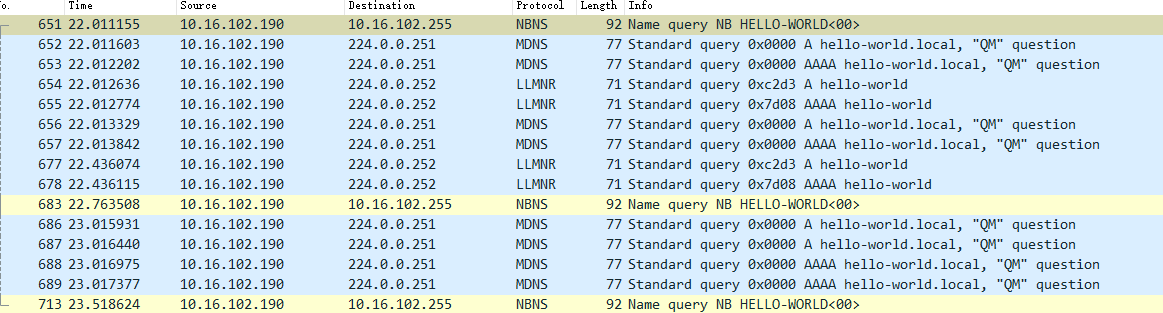 o. Time Source Destination Protocol Length Info
651 22.011155 10.16.102.190 10.16.102.255 NBNS 92 Name query NB HELLO-WORLD<00>
652 22.011603 10.16.102.190 224.0.0.251 MDNS 77 Standard query 0x0000 A hello-world.local, "QM" question
653 22.012202 10.16.102.190 224.0.0.251 MDNS 77 Standard query 0x0000 AAAA hello-world.local, "QM" question
654 22.012636 10.16.102.190 224.0.0.252 LLMNR 71 Standard query 0xc2d3 A hello-world
655 22.012774 10.16.102.190 224.0.0.252 LLMNR 71 Standard query 0x7d08 AAAA hello-world
656 22.013329 10.16.102.190 224.0.0.251 MDNS 77 Standard query 0x0000 A hello-world.local, "QM" question
657 22.013842 10.16.102.190 224.0.0.251 MDNS 77 Standard query 0x0000 AAAA hello-world.local, "QM" question
677 22.436074 10.16.102.190 224.0.0.252 LLMNR 71 Standard query 0xc2d3 A hello-world
678 22.436115 10.16.102.190 224.0.0.252 LLMNR 71 Standard query 0x7d08 AAAA hello-world
683 22.763508 10.16.102.190 10.16.102.255 NBNS 92 Name query NB HELLO-WORLD<00>
686 23.015931 10.16.102.190 224.0.0.251 MDNS 77 Standard query 0x0000 A hello-world.local, "QM" question
687 23.016440 10.16.102.190 224.0.0.251 MDNS 77 Standard query 0x0000 A hello-world.local, "QM" question
688 23.016975 10.16.102.190 224.0.0.251 MDNS 77 Standard query 0x0000 AAAA hello-world.local, "QM" question
689 23.017377 10.16.102.190 224.0.0.251 MDNS 77 Standard query 0x0000 AAAA hello-world.local, "QM" question
713 23.518624 10.16.102.190 10.16.102.255 NBNS 92 Name query NB HELLO-WORLD<00>